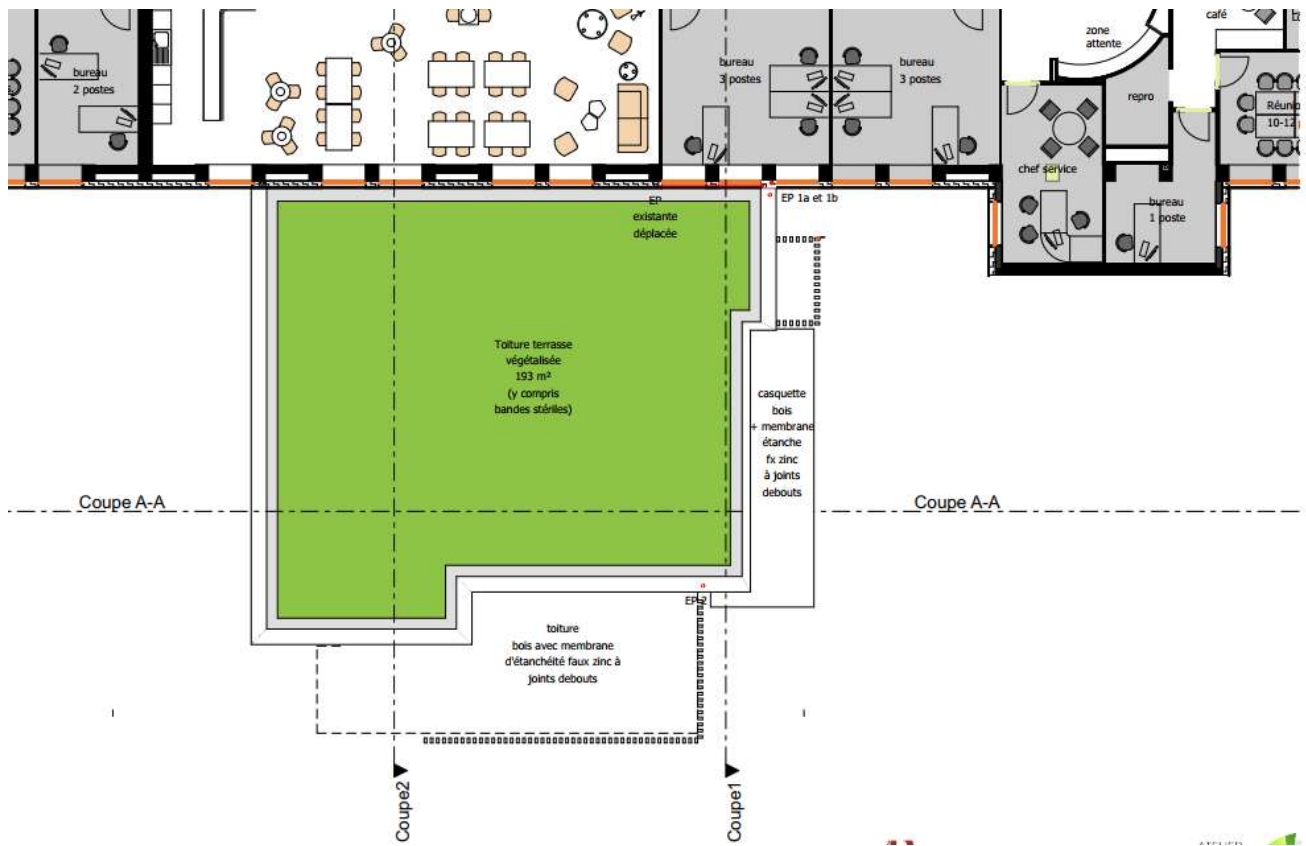 café
zone
attente
bureau
2 postes
bureau
3 postes
bureau
3 postes
repro
10-12
chef service
EP 1a et 1b
EP
existante
déplacée
bureau
1 poste
Toiture terrasse
végétalisée
193 m²
(y compris
bandes stériles)
casquette
bois
+ membrane
étanche
fx zinc
à joints
debouts
Coupe A-A
Coupe A-A
EP 2
toiture
bois avec membrane
d'étanchéité faux zinc à
joints debouts
Coupe2
Coupe1